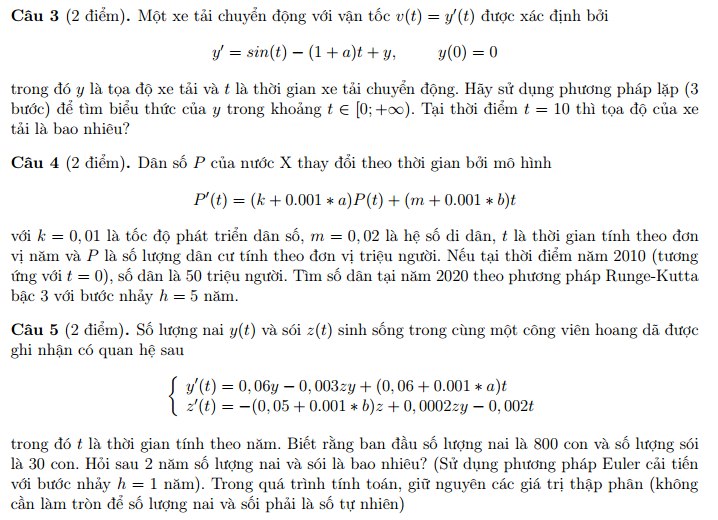 Câu 3 (2 điểm). Một xe tải chuyển động với vận tốc v(t) = y′(t) được xác định bởi
y′ = sin(t) − (1 + a)t + y, y(0) = 0
trong đó y là tọa độ xe tải và t là thời gian xe tải chuyển động. Hãy sử dụng phương pháp lặp (3
bước) để tìm biểu thức của y trong khoảng t ∈ [0; +∞). Tại thời điểm t = 10 thì tọa độ của xe
tải là bao nhiêu?
Câu 4 (2 điểm). Dân số P của nước X thay đổi theo thời gian bởi mô hình
P′(t) = (k + 0.001 ∗ a)P(t) + (m + 0.001 ∗ b)t
với k = 0, 01 là tốc độ phát triển dân số, m = 0, 02 là hệ số di dân, t là thời gian tính theo đơn
vị năm và P là số lượng dân cư tính theo đơn vị triệu người. Nếu tại thời điểm năm 2010 (tương
ứng với t = 0), số dân là 50 triệu người. Tìm số dân tại năm 2020 theo phương pháp Runge-Kutta
bậc 3 với bước nhảy h = 5 năm.
Câu 5 (2 điểm). Số lượng nai y(t) và sói z(t) sinh sống trong cùng một công viên hoang dã được
ghi nhận có quan hệ sau
{ y′(t) = 0, 06y − 0, 003zy + (0, 06 + 0.001 ∗ a)t
z′(t) = −(0, 05 + 0.001 ∗ b)z + 0, 0002zy − 0, 002t
trong đó t là thời gian tính theo năm. Biết rằng ban đầu số lượng nai là 800 con và số lượng sói
là 30 con. Hỏi sau 2 năm số lượng nai và sói là bao nhiêu? (Sử dụng phương pháp Euler cải tiến
với bước nhảy h = 1 năm). Trong quá trình tính toán, giữ nguyên các giá trị thập phân (không
cần làm tròn để số lượng nai và sối phải là số tự nhiên)